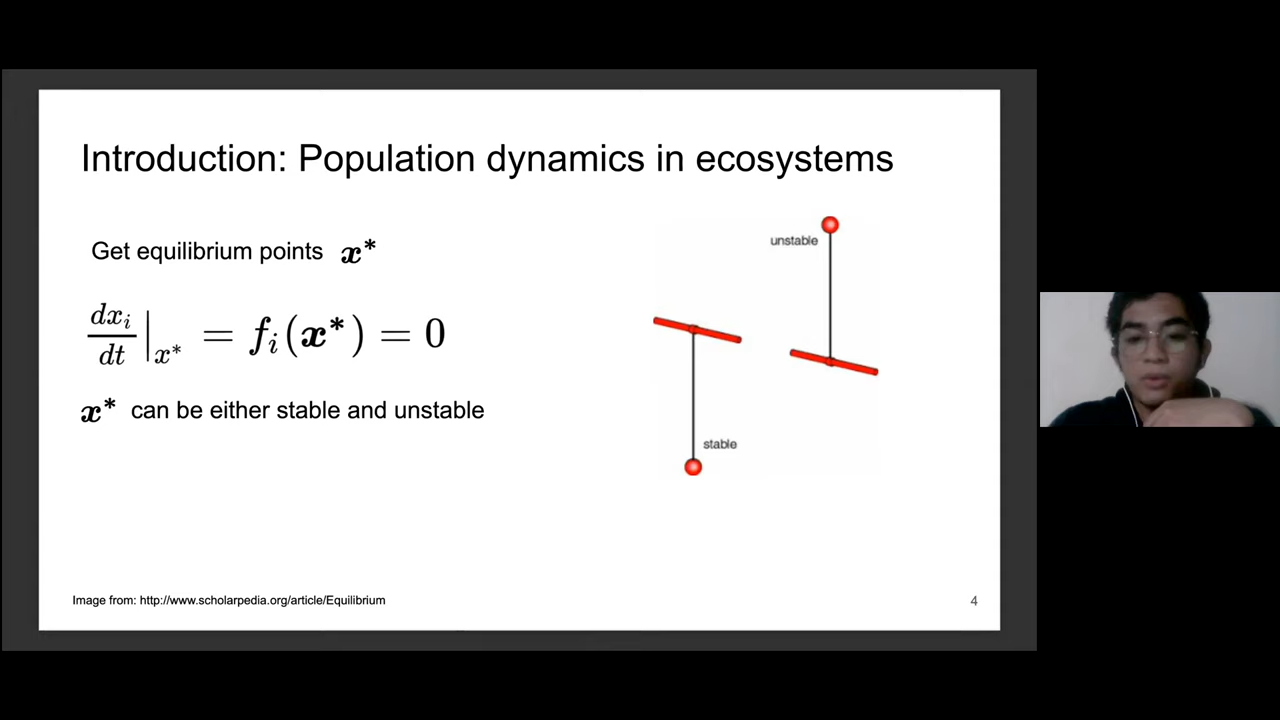 Introduction: Population dynamics in ecosystems
Get equilibrium points x*
dx_i/dt |_x* = f_i(x*) = 0
x* can be either stable and unstable
unstable
stable
Image from: http://www.scholarpedia.org/article/Equilibrium
4